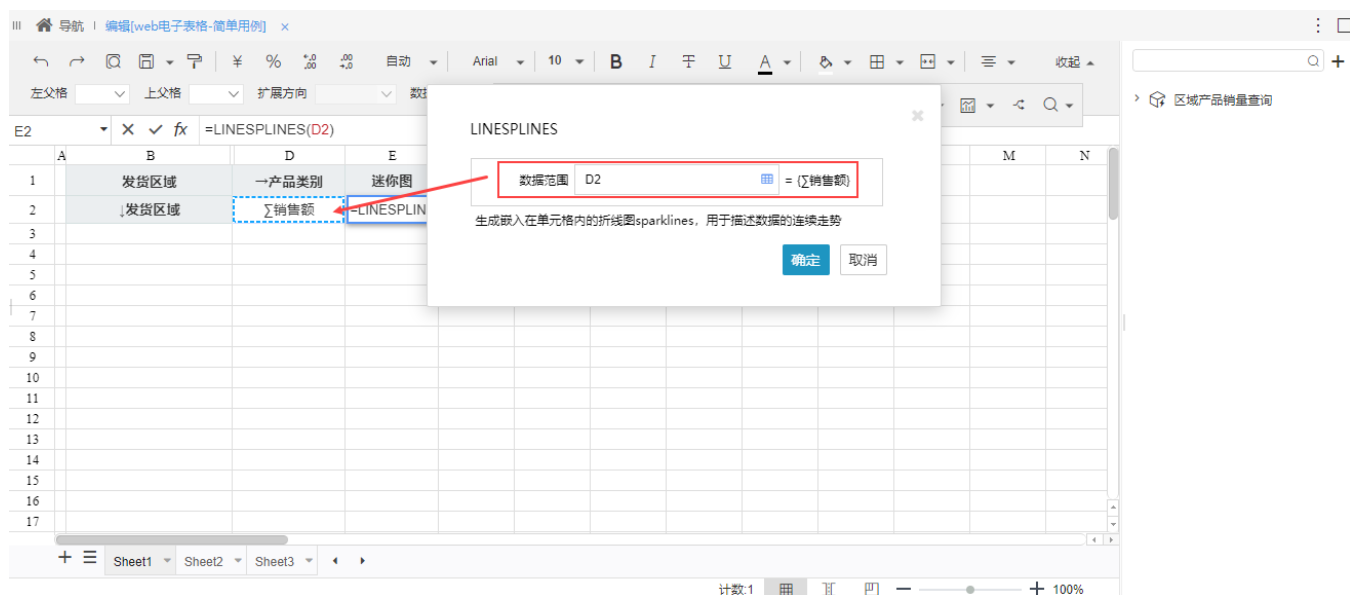 导航 编辑[web电子表格-简单用例] ×
¥ % 自动 Arial 10 B I T U A 收起
左父格 上父格 扩展方向
E2 fx =LINESPLINES(D2)
区域产品销量查询
LINESPLINES
数据范围 D2 = {∑销售额}
生成嵌入在单元格内的折线图sparklines，用于描述数据的连续走势
确定 取消
A B D E M N
1 发货区域 →产品类别 迷你图
2 ↓发货区域 ∑销售额 =LINESPLIN
3
4
5
6
7
8
9
10
11
12
13
14
15
16
17
Sheet1 Sheet2 Sheet3
计数:1 100%